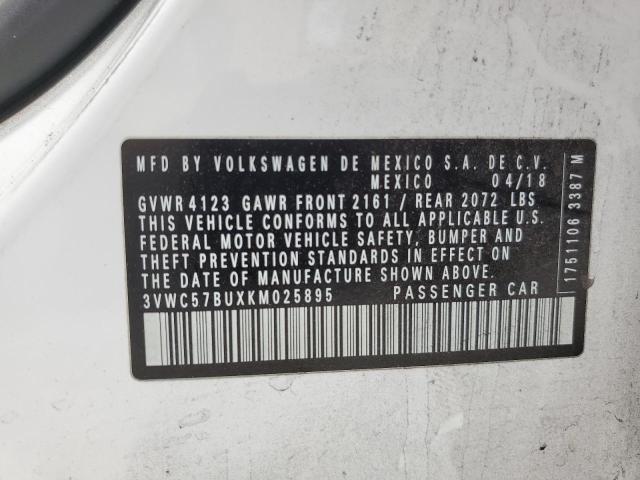 MFD BY VOLKSWAGEN DE MEXICO S.A. DE C.V.
MEXICO 04/18
GVWR 4123 GAWR FRONT 2161 / REAR 2072 LBS
THIS VEHICLE CONFORMS TO ALL APPLICABLE U.S.
FEDERAL MOTOR VEHICLE SAFETY, BUMPER AND
THEFT PREVENTION STANDARDS IN EFFECT ON
THE DATE OF MANUFACTURE SHOWN ABOVE.
3VWC57BUXKM025895 PASSENGER CAR
1751106 3387 M